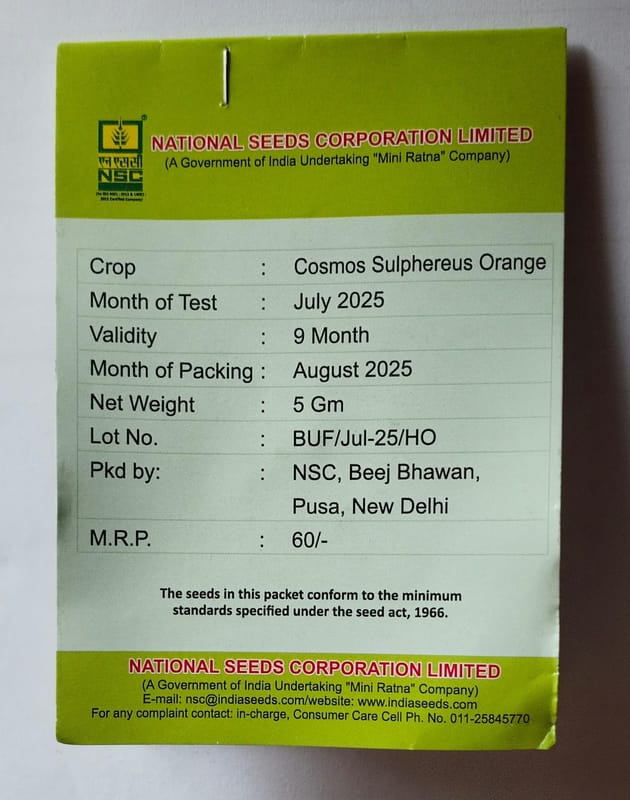 NATIONAL SEEDS CORPORATION LIMITED
(A Government of India Undertaking "Mini Ratna" Company)
एन एस सी
NSC
Crop : Cosmos Sulphereus Orange
Month of Test : July 2025
Validity : 9 Month
Month of Packing : August 2025
Net Weight : 5 Gm
Lot No. : BUF/Jul-25/HO
Pkd by: : NSC, Beej Bhawan,
Pusa, New Delhi
M.R.P. : 60/-
The seeds in this packet conform to the minimum
standards specified under the seed act, 1966.
NATIONAL SEEDS CORPORATION LIMITED
(A Government of India Undertaking "Mini Ratna" Company)
E-mail: nsc@indiaseeds.com/website: www.indiaseeds.com
For any complaint contact: in-charge, Consumer Care Cell Ph. No. 011-25845770